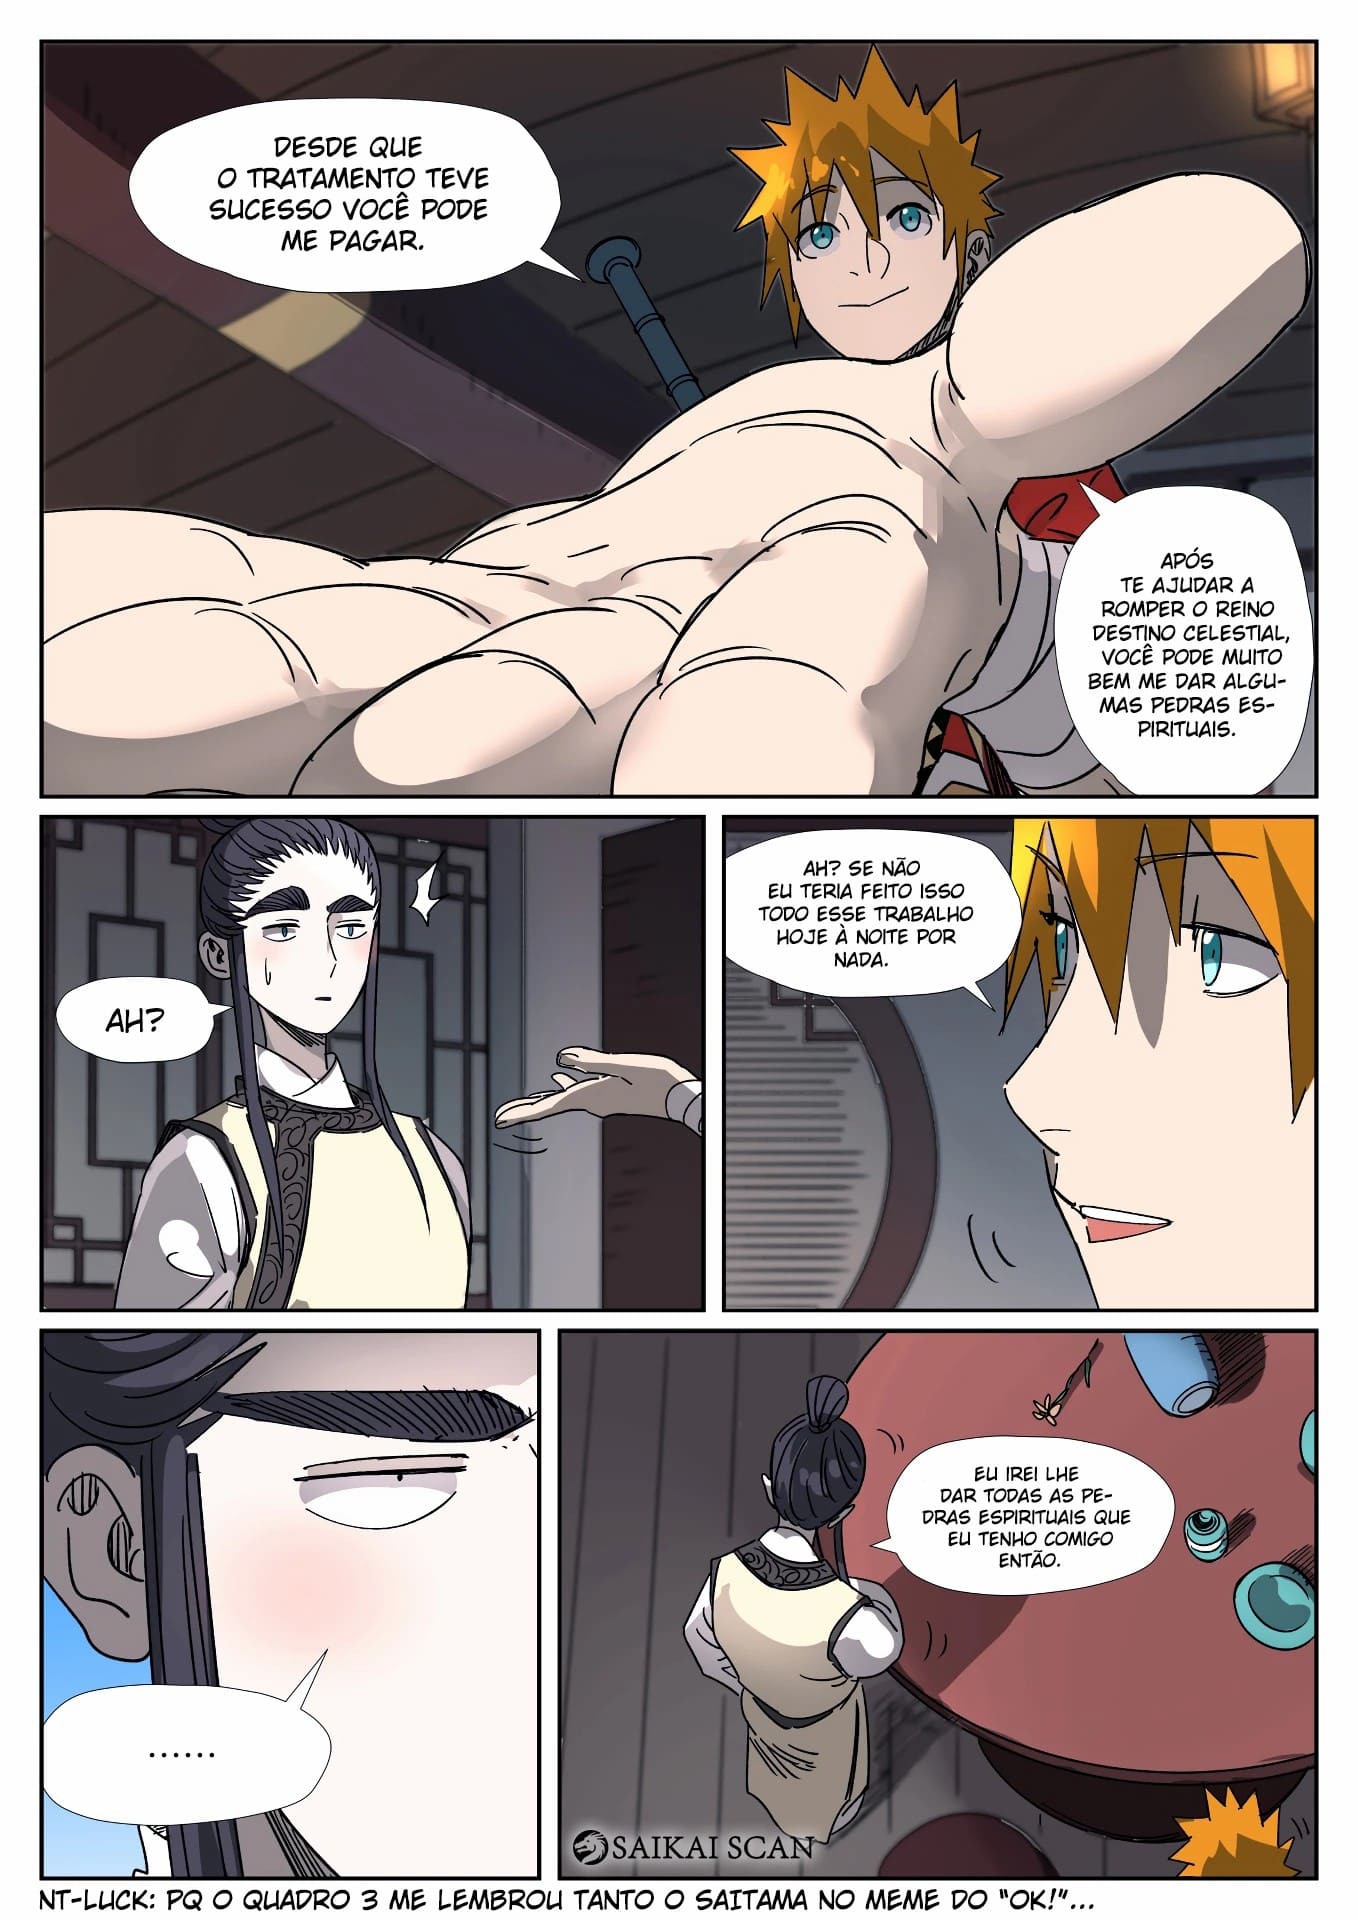 DESDE QUE
O TRATAMENTO TEVE
SUCESSO VOCÊ PODE
ME PAGAR.
APÓS
TE AJUDAR A
ROMPER O REINO
DESTINO CELESTIAL,
VOCÊ PODE MUITO
BEM ME DAR ALGU-
MAS PEDRAS ES-
PIRITUAIS.
AH?
AH? SE NÃO
EU TERIA FEITO ISSO
TODO ESSE TRABALHO
HOJE À NOITE POR
NADA.
......
EU IREI LHE
DAR TODAS AS PE-
DRAS ESPIRITUAIS QUE
EU TENHO COMIGO
ENTÃO.
SAIKAI SCAN
NT-LUCK: PQ O QUADRO 3 ME LEMBROU TANTO O SAITAMA NO MEME DO "OK!"...